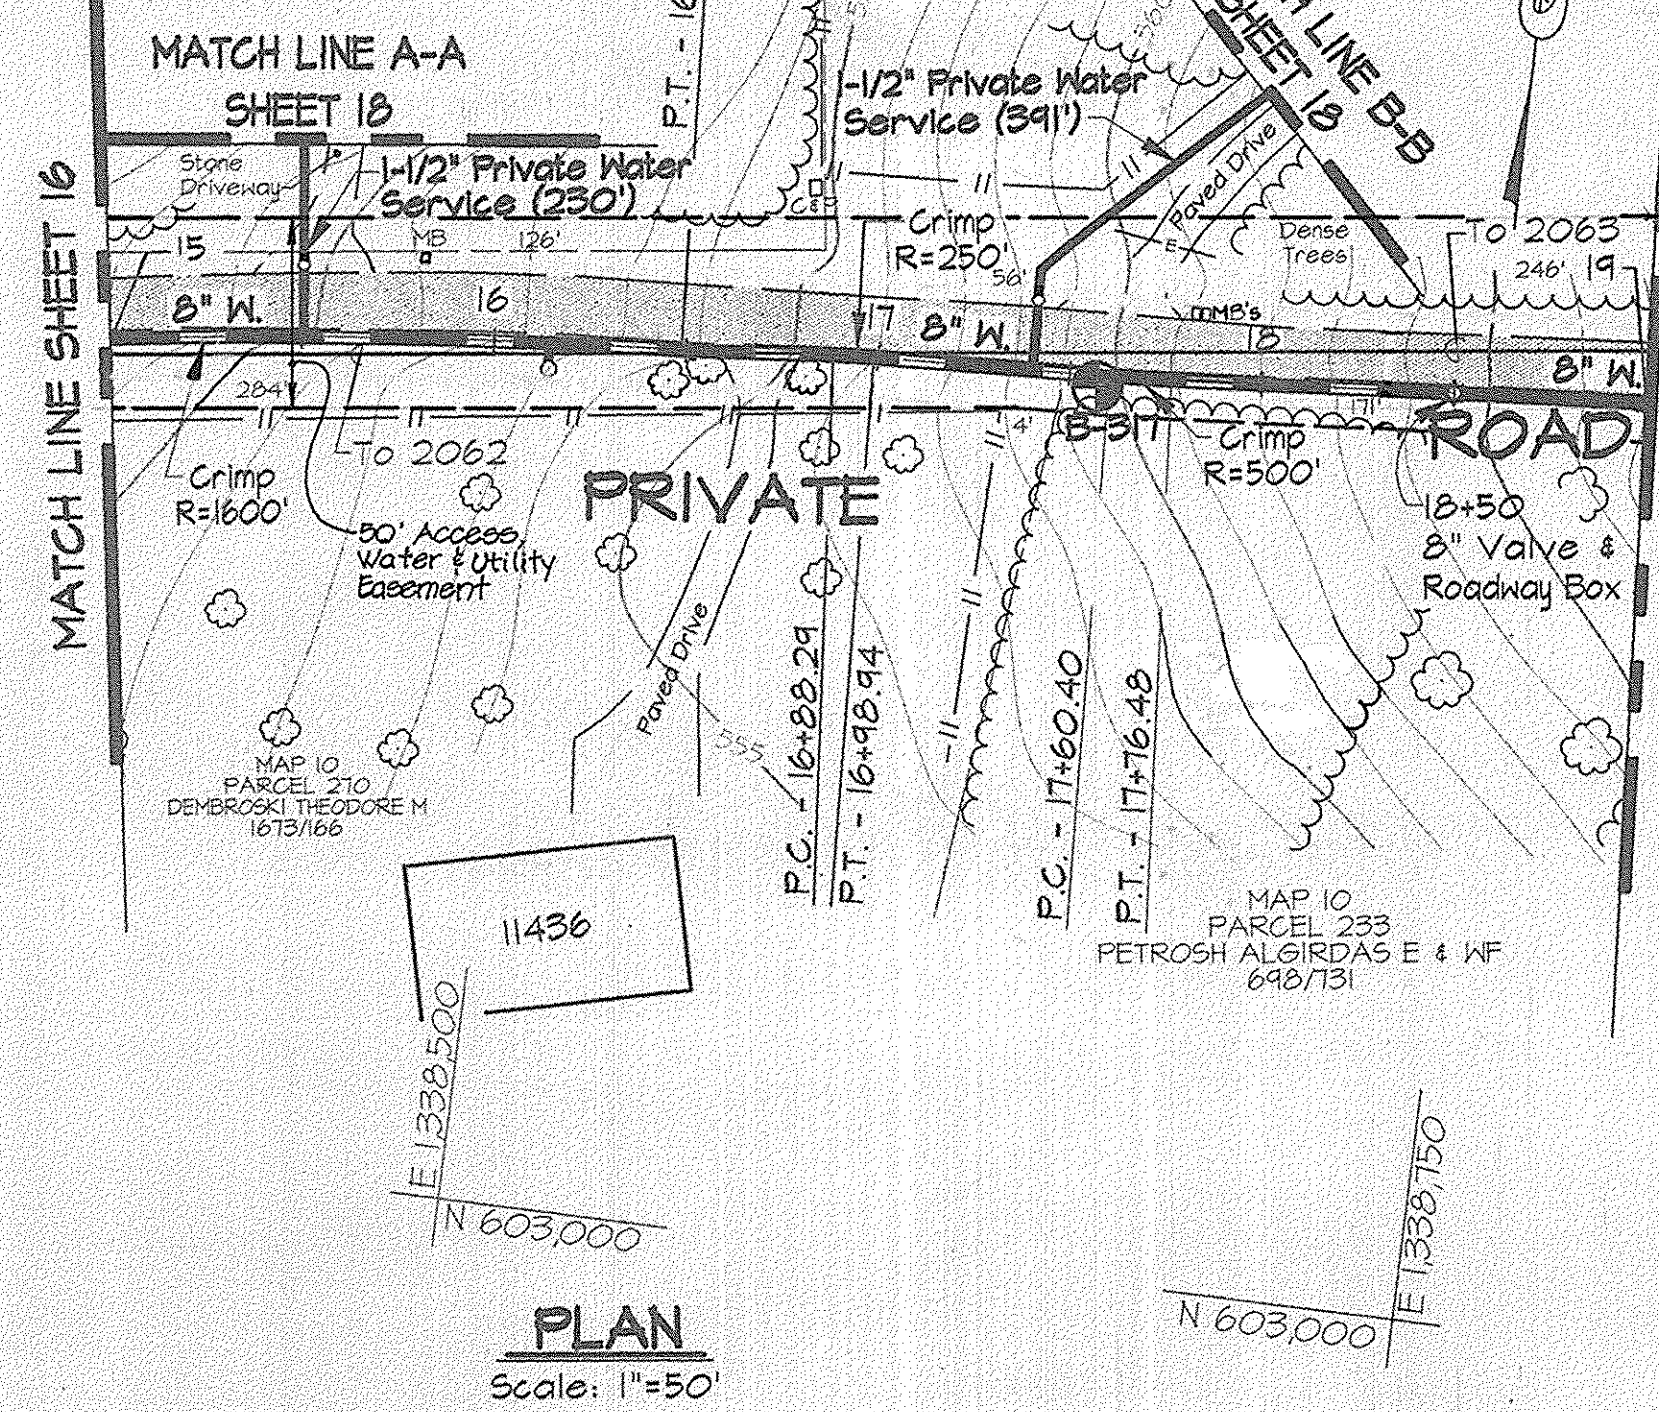 MATCH LINE A-A
SHEET 18
MATCH LINE SHEET 16
LINE B-B
SHEET 18
P.T. - 16
Stone
Driveway
1-1/2" Private Water
Service (230')
1-1/2" Private Water
Service (391')
Paved Drive
C&P
15
MB
126'
Crimp
R=250'
56'
E
Dense
Trees
To 2063
246'
19
8" W.
16
17
8" W.
MB's
18
8" W.
284'
To 2062
Crimp
R=1600'
50' Access,
Water & Utility
Easement
PRIVATE
ROAD
4'
B-317
171'
Crimp
R=500'
18+50
8" Valve &
Roadway Box
Paved Drive
555
P.C. - 16+88.29
P.T. - 16+98.94
P.C. - 17+60.40
P.T. - 17+76.48
MAP 10
PARCEL 270
DEMBROSKI THEODORE M
1673/166
11436
MAP 10
PARCEL 233
PETROSH ALGIRDAS E & WF
698/731
E 1,338,500
N 603,000
E 1,338,750
N 603,000
PLAN
Scale: 1"=50'